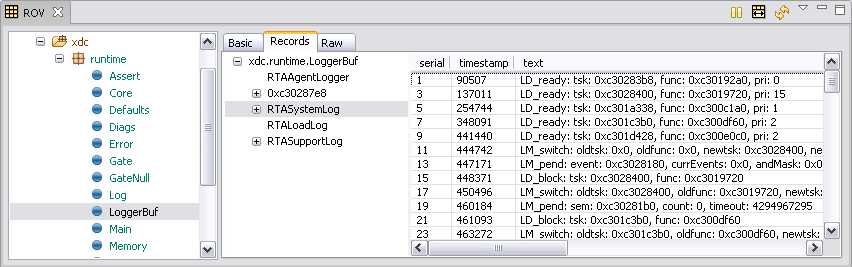 ROV
xdc
runtime
Assert
Core
Defaults
Diags
Error
Gate
GateNull
Log
LoggerBuf
Main
Memory
Basic Records Raw
xdc.runtime.LoggerBuf
RTAAgentLogger
0xc30287e8
RTASystemLog
RTALoadLog
RTASupportLog
serial timestamp text
1 90507 LD_ready: tsk: 0xc30283b8, func: 0xc30192a0, pri: 0
3 137011 LD_ready: tsk: 0xc3028400, func: 0xc3019720, pri: 15
5 254744 LD_ready: tsk: 0xc301a338, func: 0xc300c1a0, pri: 1
7 348091 LD_ready: tsk: 0xc301c3b0, func: 0xc300df60, pri: 2
9 441440 LD_ready: tsk: 0xc301d428, func: 0xc300e0c0, pri: 2
11 444742 LM_switch: oldtsk: 0x0, oldfunc: 0x0, newtsk: 0xc3028400, ne
13 447171 LM_pend: event: 0xc3028180, currEvents: 0x0, andMask: 0x0
15 448371 LD_block: tsk: 0xc3028400, func: 0xc3019720
17 450496 LM_switch: oldtsk: 0xc3028400, oldfunc: 0xc3019720, newtsk:
19 460184 LM_pend: sem: 0xc30281b0, count: 0, timeout: 4294967295
21 461093 LD_block: tsk: 0xc301c3b0, func: 0xc300df60
23 463272 LM_switch: oldtsk: 0xc301c3b0, oldfunc: 0xc300df60, newtsk: